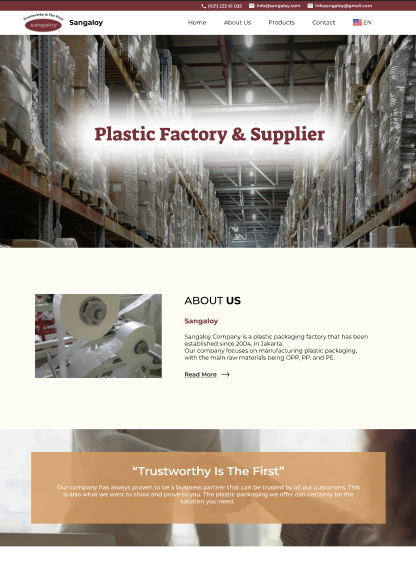 (021) 222 61 025 info@sangaloy.com infosangaloy@gmail.com
Trustworthy Is The First
sangaloy
Sangaloy
Home About Us Products Contact EN
Plastic Factory & Supplier
ABOUT US
Sangaloy
Sangaloy Company is a plastic packaging factory that has been
established since 2004, in Jakarta.
Our company focuses on manufacturing plastic packaging,
with the main raw materials being OPP, PP, and PE.
Read More
“Trustworthy Is The First”
Our company has always proven to be a business partner that can be trusted by all our customers. This
is also what we want to show and prove to you. The plastic packaging we offer can certainly be the
solution you need.